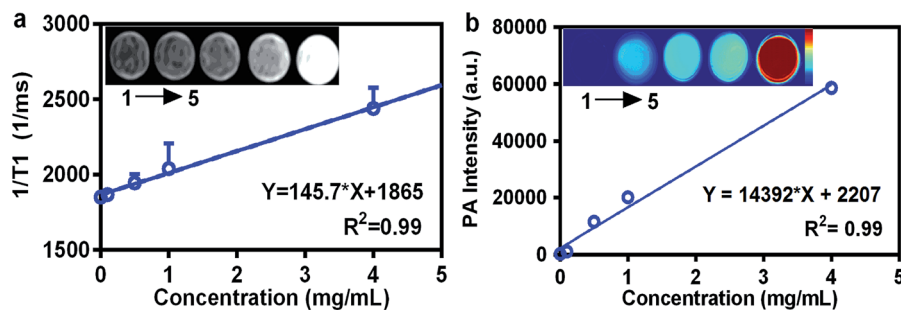 a
1/T1 (1/ms)
3000
2500
2000
1500
1 → 5
Y=145.7*X+1865
R²=0.99
0 1 2 3 4 5
Concentration (mg/mL)
b
PA Intensity (a.u.)
80000
60000
40000
20000
0
1 → 5
Y = 14392*X + 2207
R²= 0.99
0 1 2 3 4 5
Concentration (mg/mL)